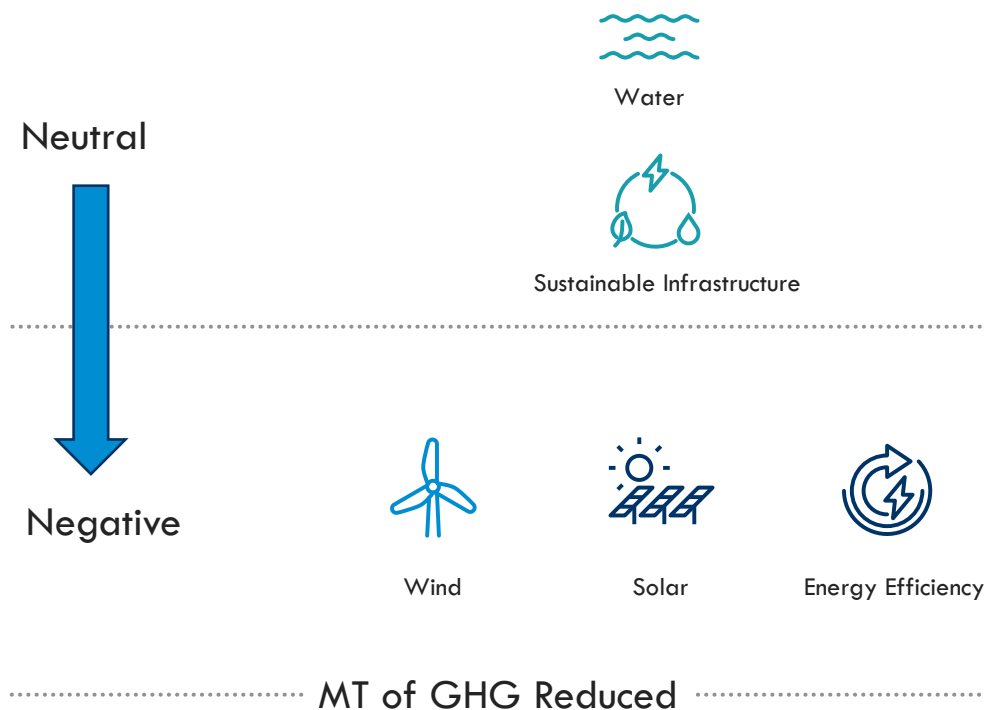 Water
Neutral
Sustainable Infrastructure
Negative
Wind
Solar
Energy Efficiency
MT of GHG Reduced